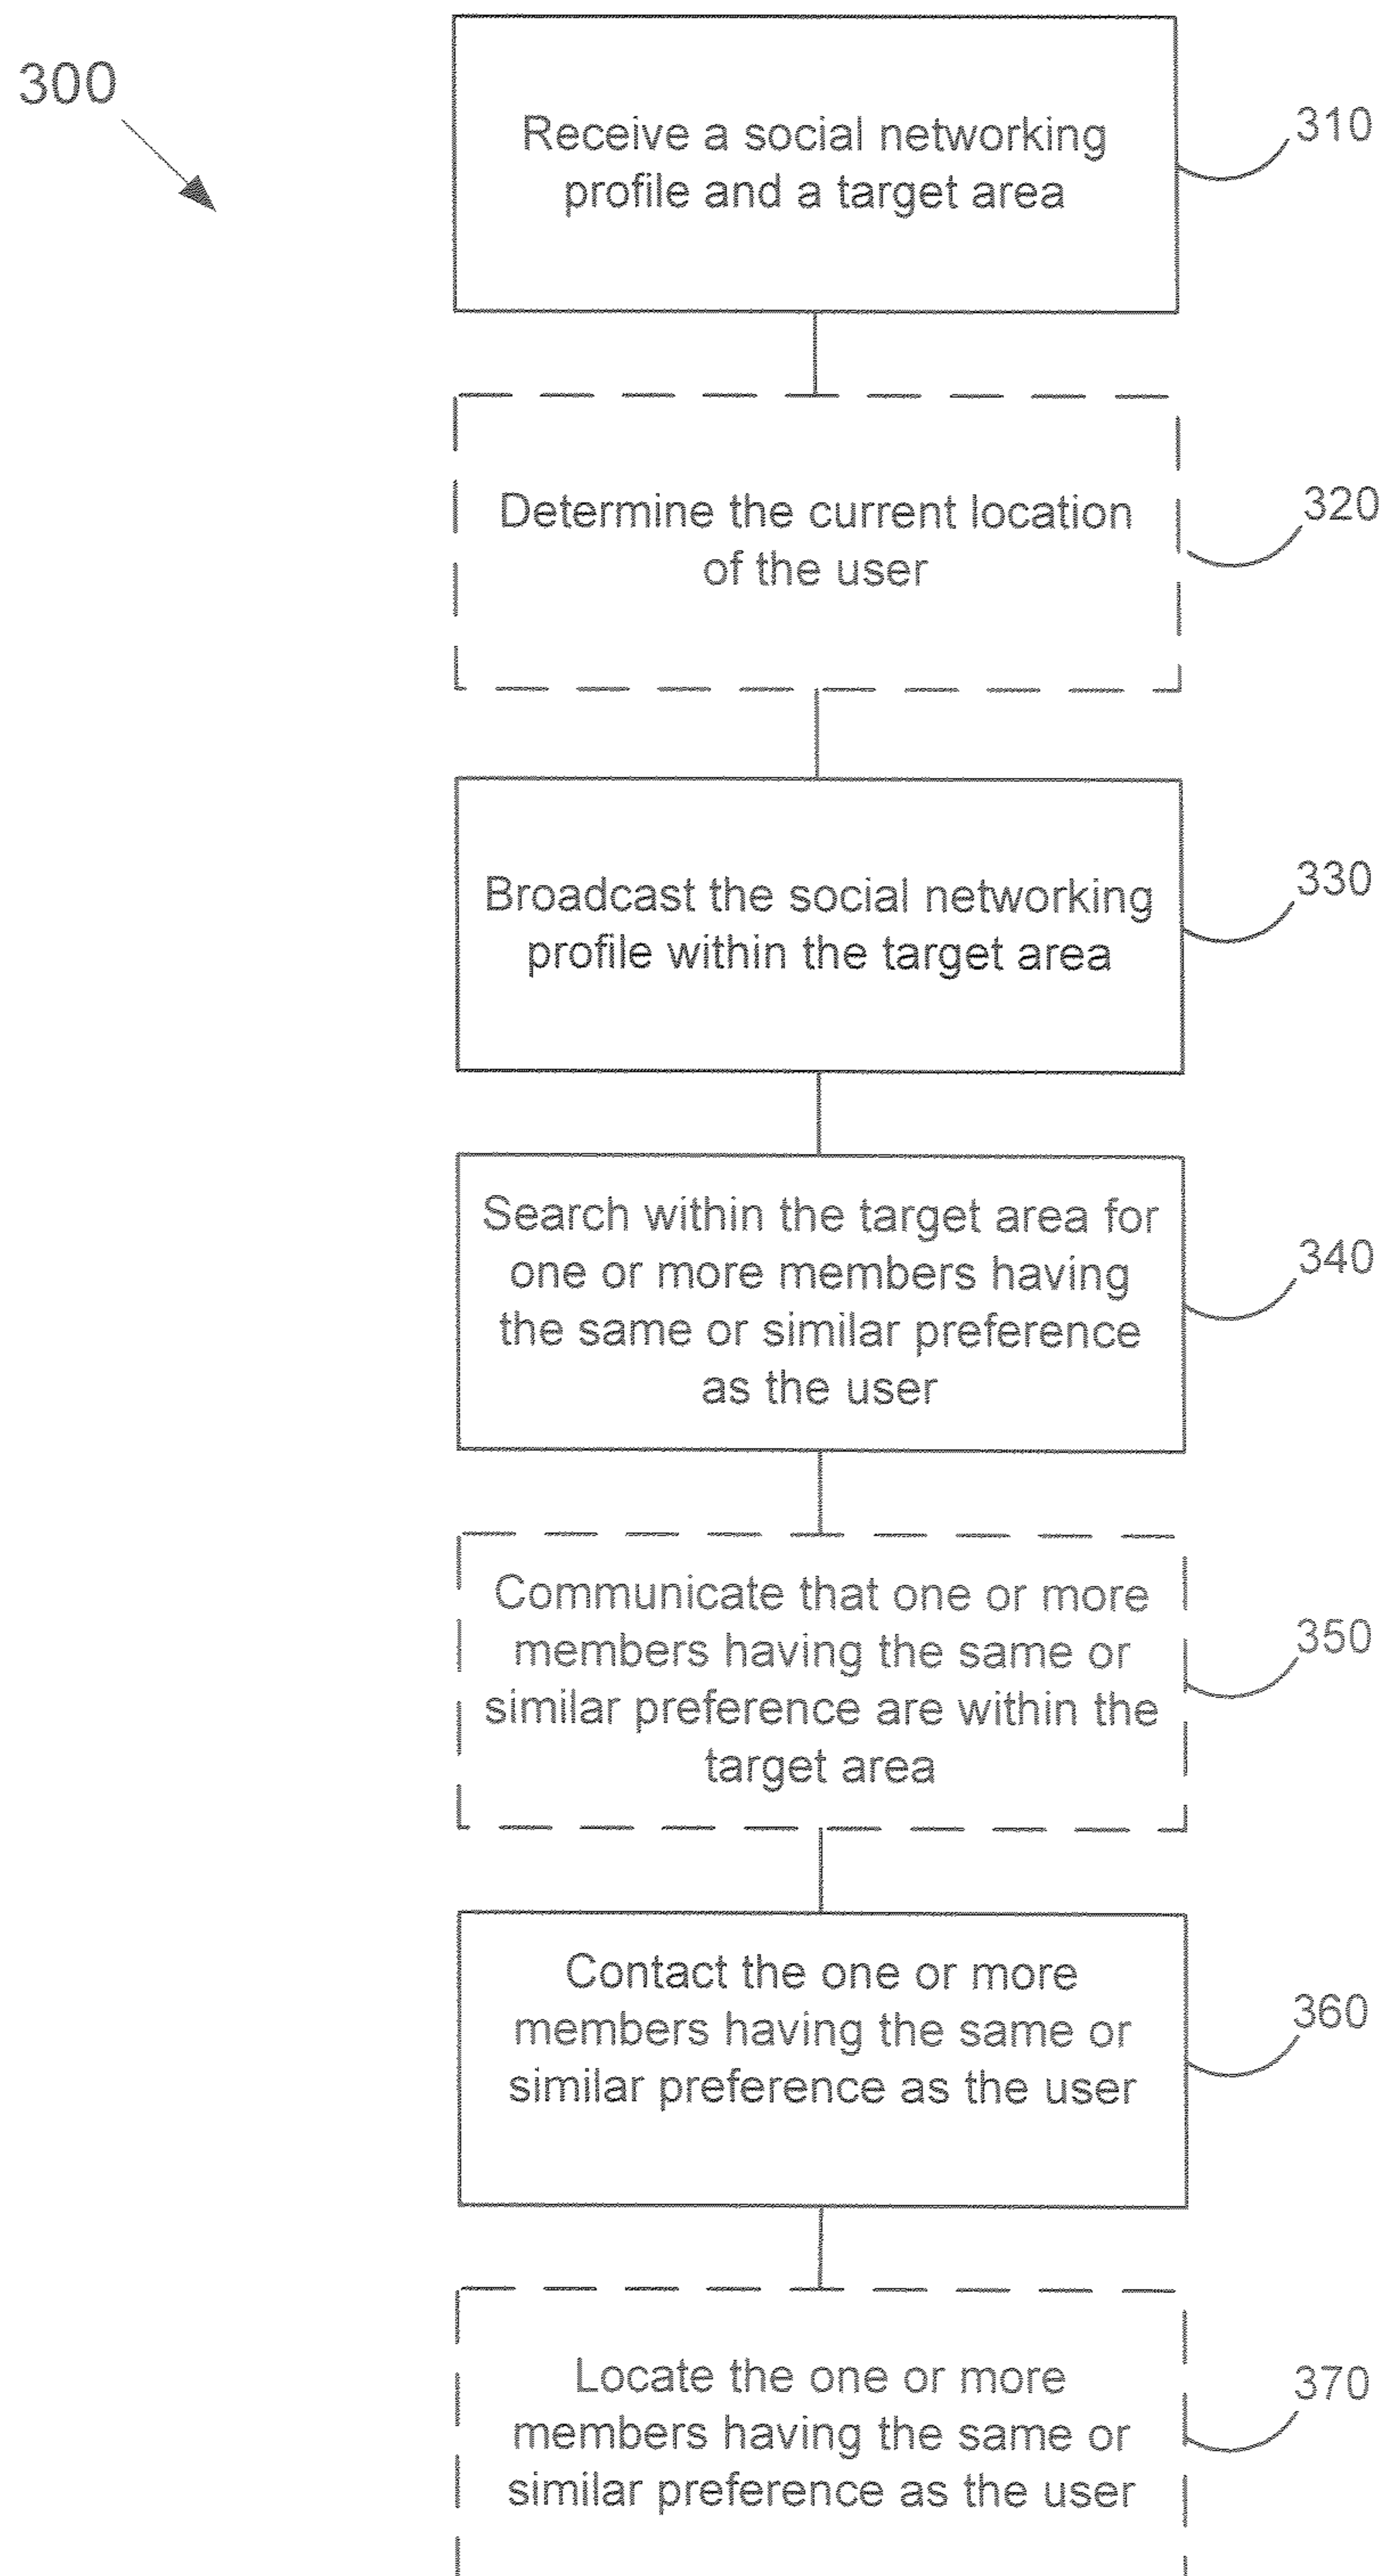 300
Receive a social networking
profile and a target area
310
Determine the current location
of the user
320
Broadcast the social networking
profile within the target area
330
Search within the target area for
one or more members having
the same or similar preference
as the user
340
Communicate that one or more
members having the same or
similar preference are within the
target area
350
Contact the one or more
members having the same or
similar preference as the user
360
Locate the one or more
members having the same or
similar preference as the user
370